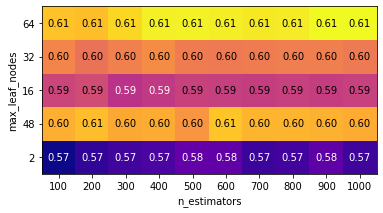 64 0.61 0.61 0.61 0.61 0.61 0.61 0.61 0.61 0.61 0.61
32 0.60 0.60 0.60 0.60 0.60 0.60 0.60 0.60 0.60 0.60
16 0.59 0.59 0.59 0.59 0.59 0.59 0.59 0.59 0.59 0.59
48 0.60 0.61 0.60 0.60 0.60 0.61 0.60 0.60 0.60 0.60
2 0.57 0.57 0.57 0.57 0.58 0.58 0.57 0.57 0.58 0.57
100 200 300 400 500 600 700 800 900 1000
max_leaf_nodes
n_estimators